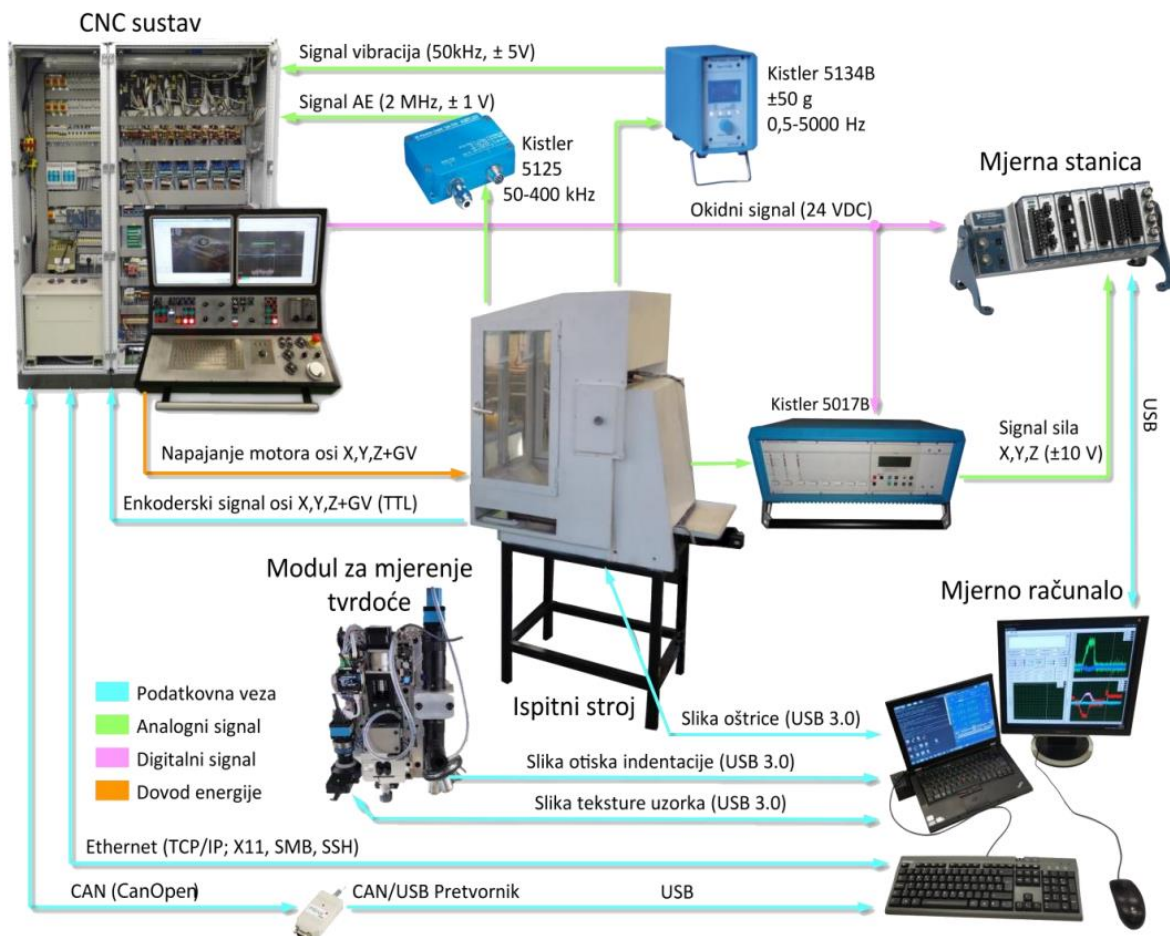 CNC sustav
Signal vibracija (50kHz, ± 5V)
Signal AE (2 MHz, ± 1 V)
Kistler
5125
50-400 kHz
Kistler 5134B
±50 g
0,5-5000 Hz
Mjerna stanica
Okidni signal (24 VDC)
Kistler 5017B
Signal sila
X,Y,Z (±10 V)
USB
Napajanje motora osi X,Y,Z+GV
Enkoderski signal osi X,Y,Z+GV (TTL)
Modul za mjerenje
tvrdoće
Mjerno računalo
Ispitni stroj
Podatkovna veza
Analogni signal
Digitalni signal
Dovod energije
Slika oštrice (USB 3.0)
Slika otiska indentacije (USB 3.0)
Slika teksture uzorka (USB 3.0)
Ethernet (TCP/IP; X11, SMB, SSH)
CAN (CanOpen)
CAN/USB Pretvornik
USB